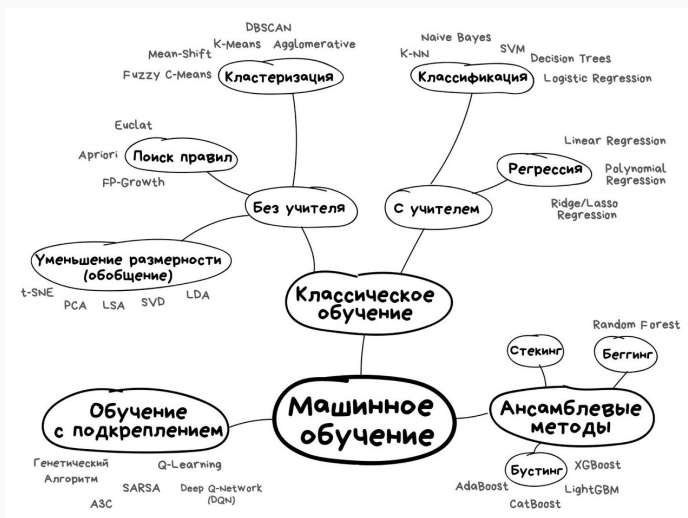 DBSCAN
K-Means
Agglomerative
Mean-Shift
Fuzzy C-Means
Кластеризация
Naive Bayes
K-NN
SVM
Decision Trees
Классификация
Logistic Regression
Euclat
Apriori
Поиск правил
FP-Growth
Linear Regression
Регрессия
Polynomial
Regression
Ridge/Lasso
Regression
Без учителя
С учителем
Уменьшение размерности
(обобщение)
t-SNE
PCA
LSA
SVD
LDA
Классическое
обучение
Random Forest
Стекинг
Беггинг
Обучение
с подкреплением
Машинное
обучение
Ансамблевые
методы
Генетический
Алгоритм
Q-Learning
SARSA
Deep Q-Network
(DQN)
A3C
Бустинг
XGBoost
AdaBoost
LightGBM
CatBoost